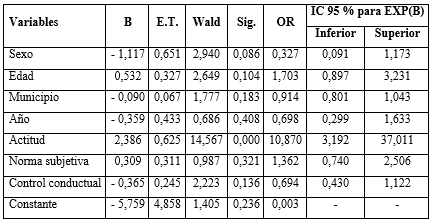 Variables B E.T. Wald Sig. OR IC 95 % para EXP(B)
Inferior Superior
Sexo - 1,117 0,651 2,940 0,086 0,327 0,091 1,173
Edad 0,532 0,327 2,649 0,104 1,703 0,897 3,231
Municipio - 0,090 0,067 1,777 0,183 0,914 0,801 1,043
Año - 0,359 0,433 0,686 0,408 0,698 0,299 1,633
Actitud 2,386 0,625 14,567 0,000 10,870 3,192 37,011
Norma subjetiva 0,309 0,311 0,987 0,321 1,362 0,740 2,506
Control conductual - 0,365 0,245 2,223 0,136 0,694 0,430 1,122
Constante - 5,759 4,858 1,405 0,236 0,003 - -